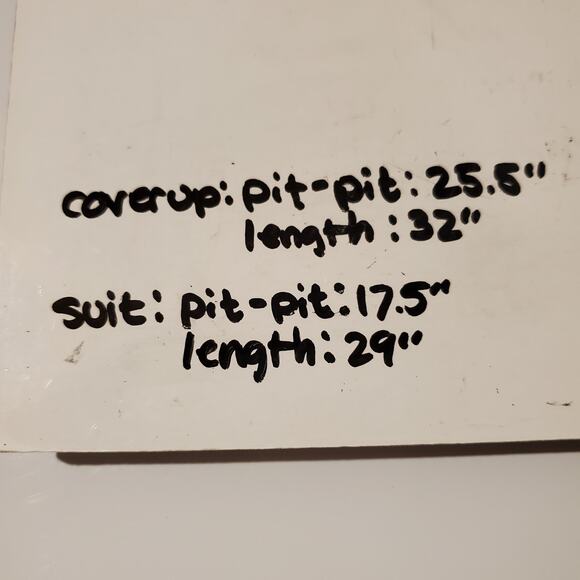 coverup: pit-pit: 25.5"
length: 32"
suit: pit-pit: 17.5"
length: 29"